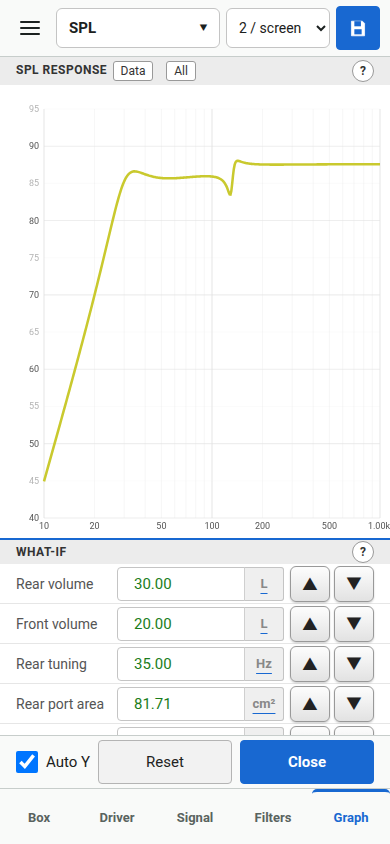 SPL ▼ 2 / screen
SPL RESPONSE Data All ?
95
90
85
80
75
70
65
60
55
50
45
40
10 20 50 100 200 500 1.00k
WHAT-IF ?
Rear volume 30.00 L ▲ ▼
Front volume 20.00 L ▲ ▼
Rear tuning 35.00 Hz ▲ ▼
Rear port area 81.71 cm² ▲ ▼
Auto Y Reset Close
Box Driver Signal Filters Graph